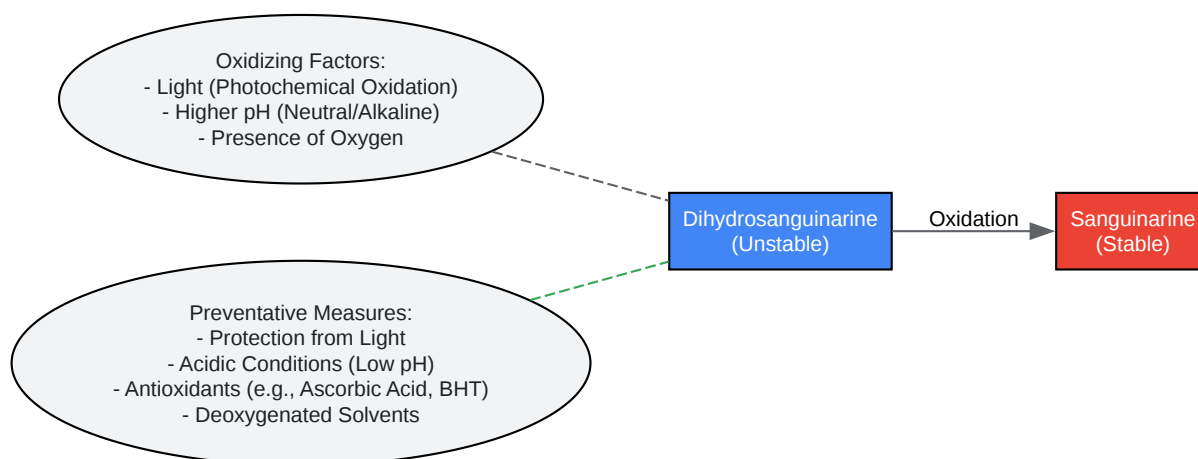 Oxidizing Factors:
- Light (Photochemical Oxidation)
- Higher pH (Neutral/Alkaline)
- Presence of Oxygen
Dihydrosanguinarine
(Unstable)
Oxidation
Sanguinarine
(Stable)
Preventative Measures:
- Protection from Light
- Acidic Conditions (Low pH)
- Antioxidants (e.g., Ascorbic Acid, BHT)
- Deoxygenated Solvents